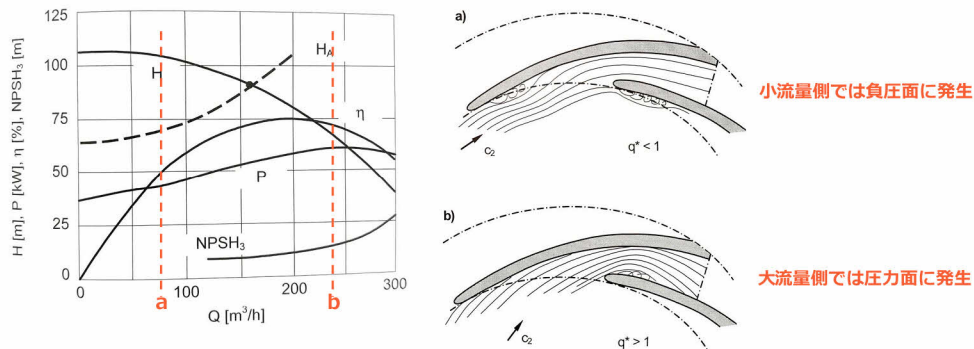 H [m], P [kW], η [%], NPSH₃ [m]
125
100
75
50
25
0
H
H_A
η
P
NPSH₃
0
100
200
300
a
b
Q [m³/h]
a)
c₂
q* < 1
小流量側では負圧面に発生
b)
c₂
q* > 1
大流量側では圧力面に発生